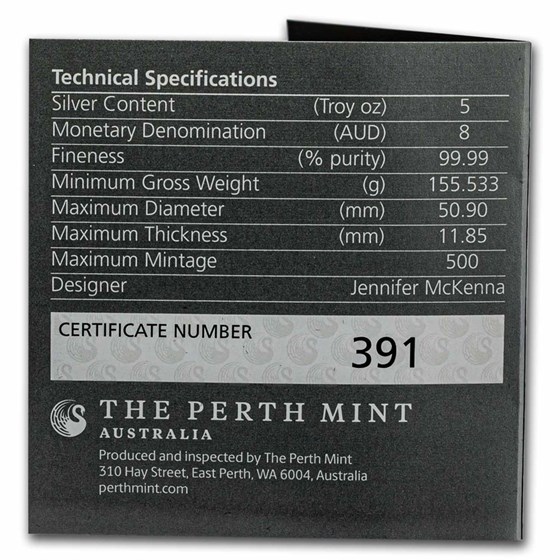 Technical Specifications
Silver Content (Troy oz) 5
Monetary Denomination (AUD) 8
Fineness (% purity) 99.99
Minimum Gross Weight (g) 155.533
Maximum Diameter (mm) 50.90
Maximum Thickness (mm) 11.85
Maximum Mintage 500
Designer Jennifer McKenna
CERTIFICATE NUMBER
391
THE PERTH MINT
AUSTRALIA
Produced and inspected by The Perth Mint
310 Hay Street, East Perth, WA 6004, Australia
perthmint.com